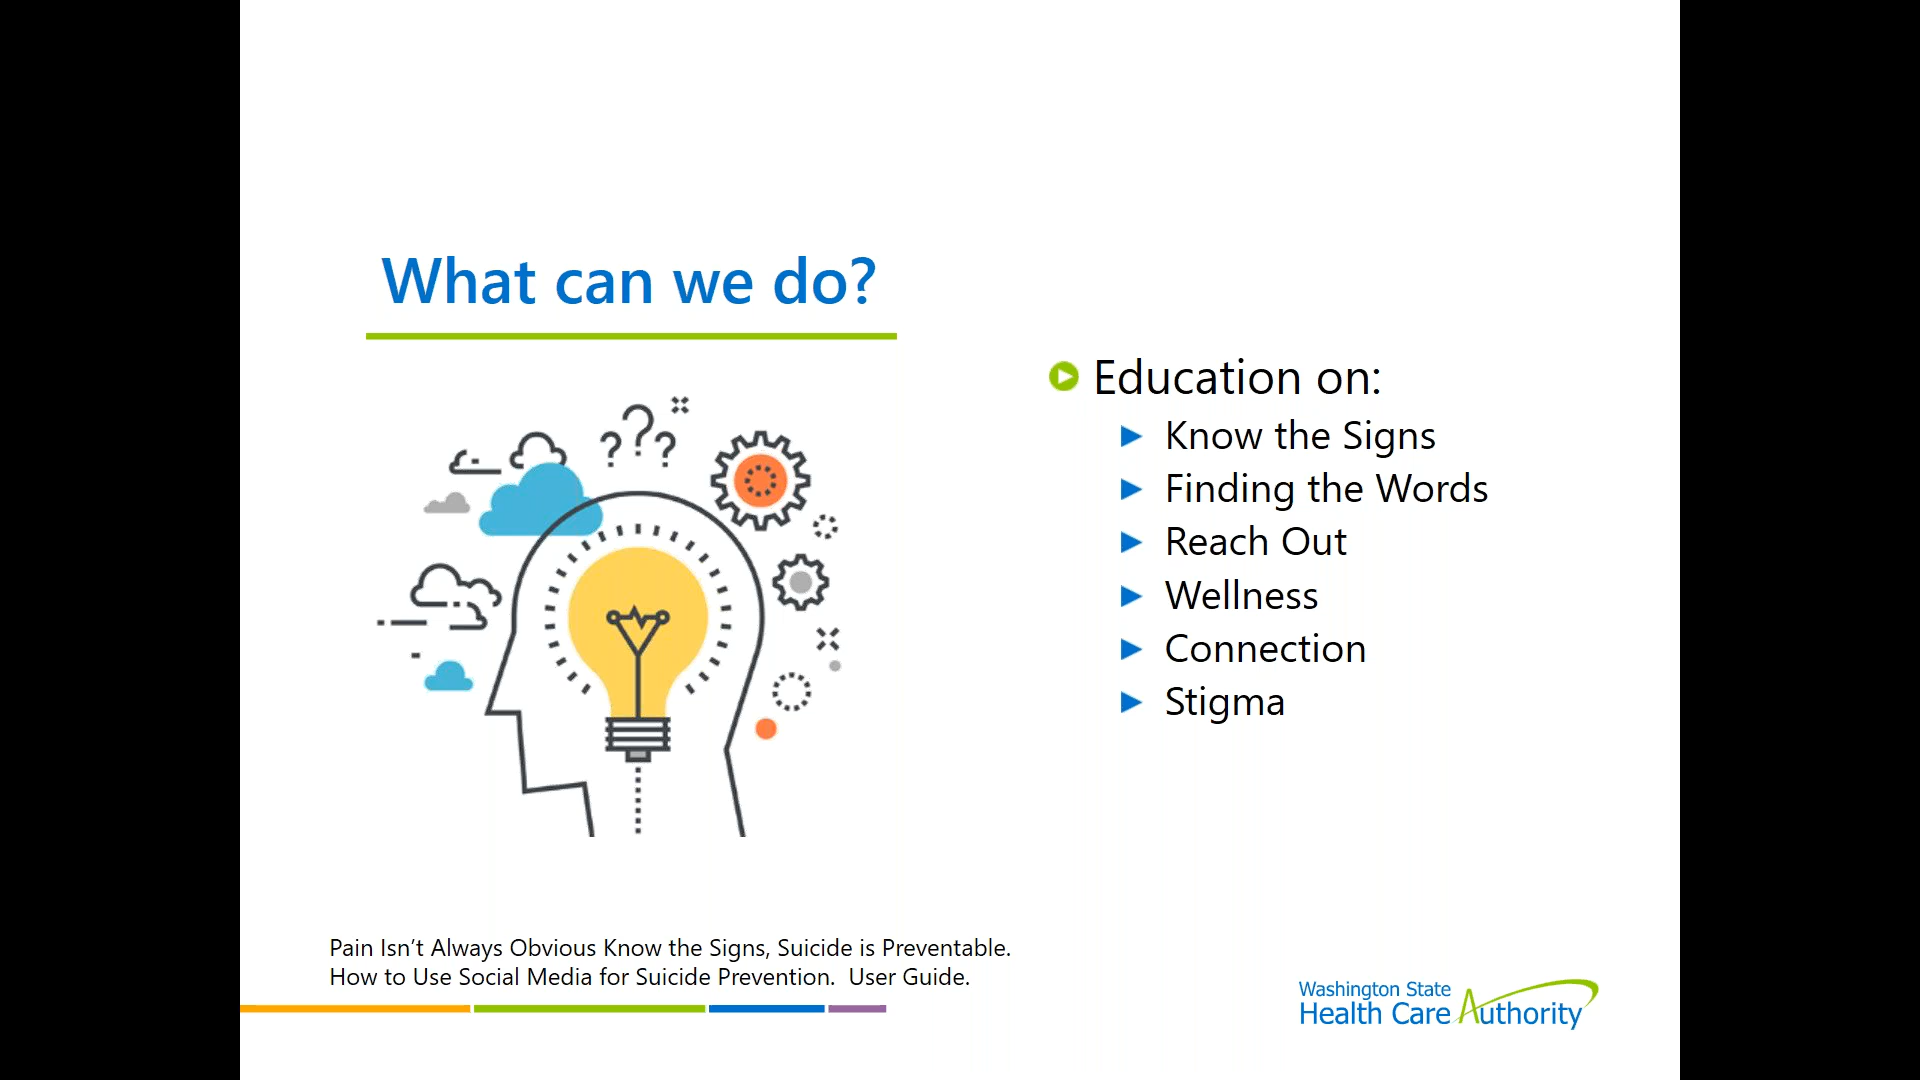 What can we do?
Education on:
Know the Signs
Finding the Words
Reach Out
Wellness
Connection
Stigma
???
Pain Isn’t Always Obvious Know the Signs, Suicide is Preventable.
How to Use Social Media for Suicide Prevention.  User Guide.
Washington State
Health Care Authority